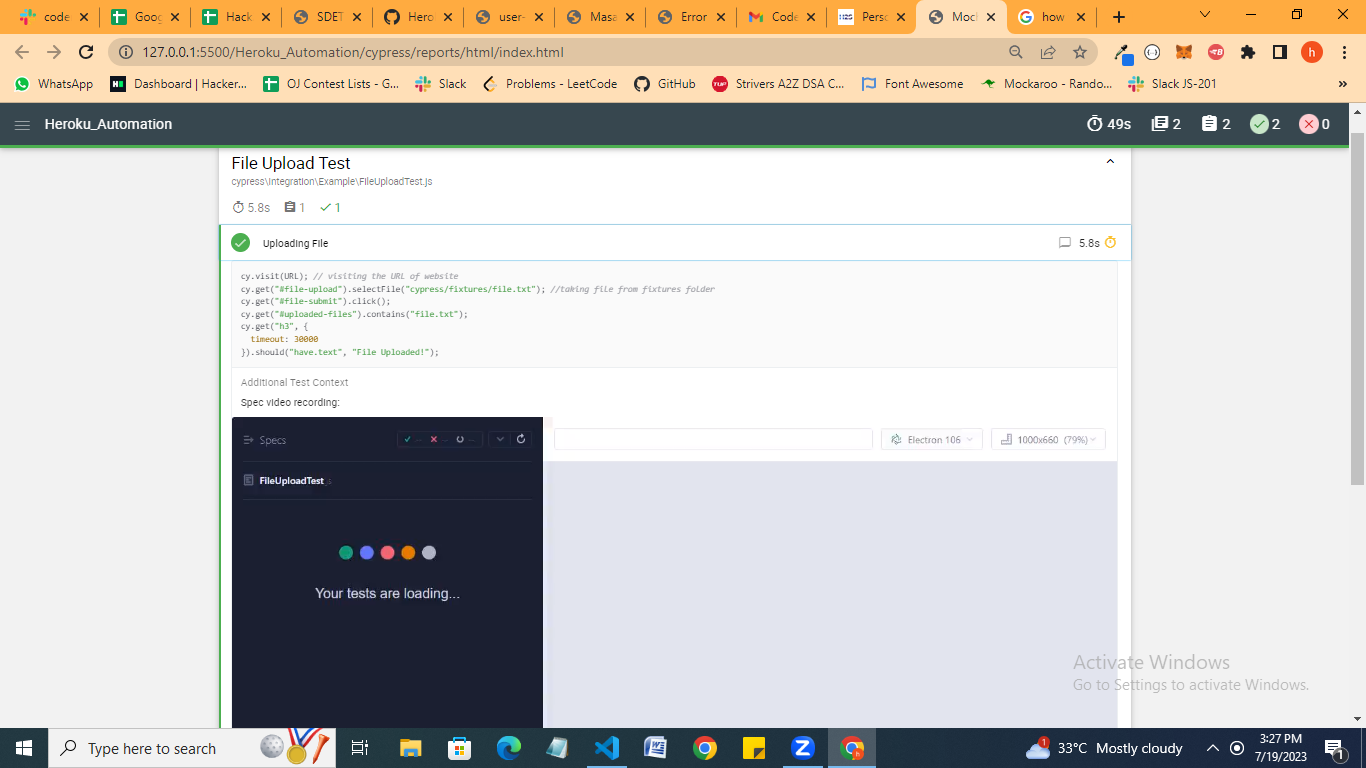 code
Goog
Hack
SDET
Hero
user-
Masa
Error
Code
Perso
Moch
how
127.0.0.1:5500/Heroku_Automation/cypress/reports/html/index.html
h
WhatsApp
Dashboard | Hacker...
OJ Contest Lists - G...
Slack
Problems - LeetCode
GitHub
Strivers A2Z DSA C...
Font Awesome
Mockaroo - Rando...
Slack JS-201
»
Heroku_Automation
49s
2
2
2
0
File Upload Test
cypress\integration\Example\FileUploadTest.js
5.8s
1
1
Uploading File
5.8s
cy.visit(URL); // visiting the URL of website
cy.get("#file-upload").selectFile("cypress/fixtures/file.txt"); //taking file from fixtures folder
cy.get("#file-submit").click();
cy.get("#uploaded-files").contains("file.txt");
cy.get("h3", {
timeout: 30000
}).should("have.text", "File Uploaded!");
Additional Test Context
Spec video recording:
Specs
--
--
--
Electron 106
1000x660 (79%)
FileUploadTest
Your tests are loading...
Activate Windows
Go to Settings to activate Windows.
Type here to search
1
33°C Mostly cloudy
3:27 PM
7/19/2023
1